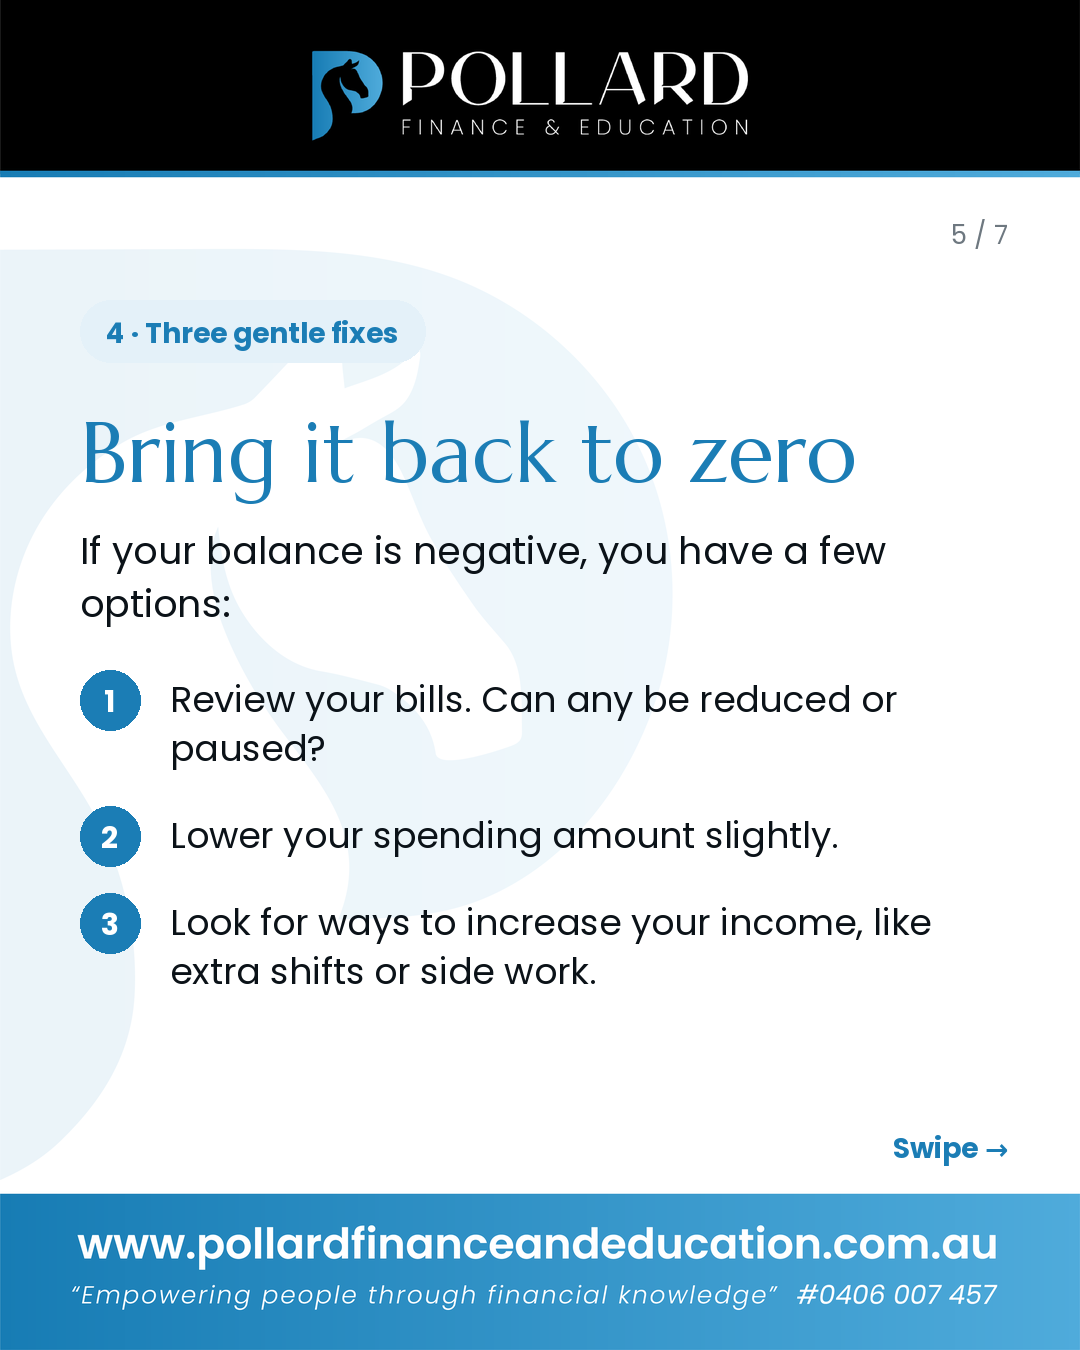 POLLARD
FINANCE & EDUCATION
5 / 7
4 · Three gentle fixes
Bring it back to zero
If your balance is negative, you have a few
options:
1 Review your bills. Can any be reduced or
paused?
2 Lower your spending amount slightly.
3 Look for ways to increase your income, like
extra shifts or side work.
Swipe →
www.pollardfinanceandeducation.com.au
“Empowering people through financial knowledge” #0406 007 457